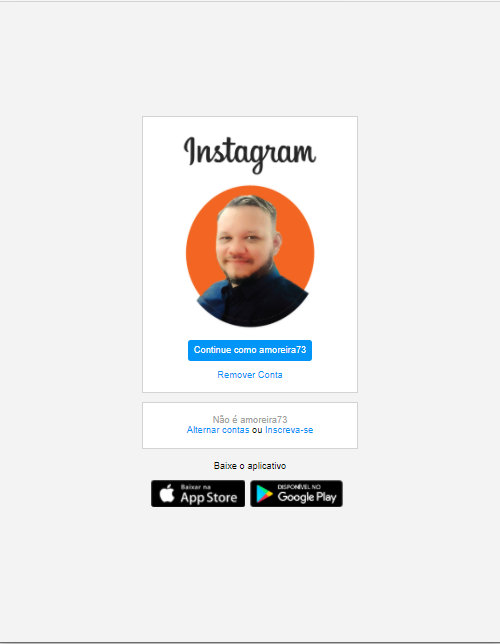 Instagram
Continue como amoreira73
Remover Conta
Não é amoreira73
Alternar contas ou Inscreva-se
Baixe o aplicativo
Baixar na
App Store
DISPONÍVEL NO
Google Play